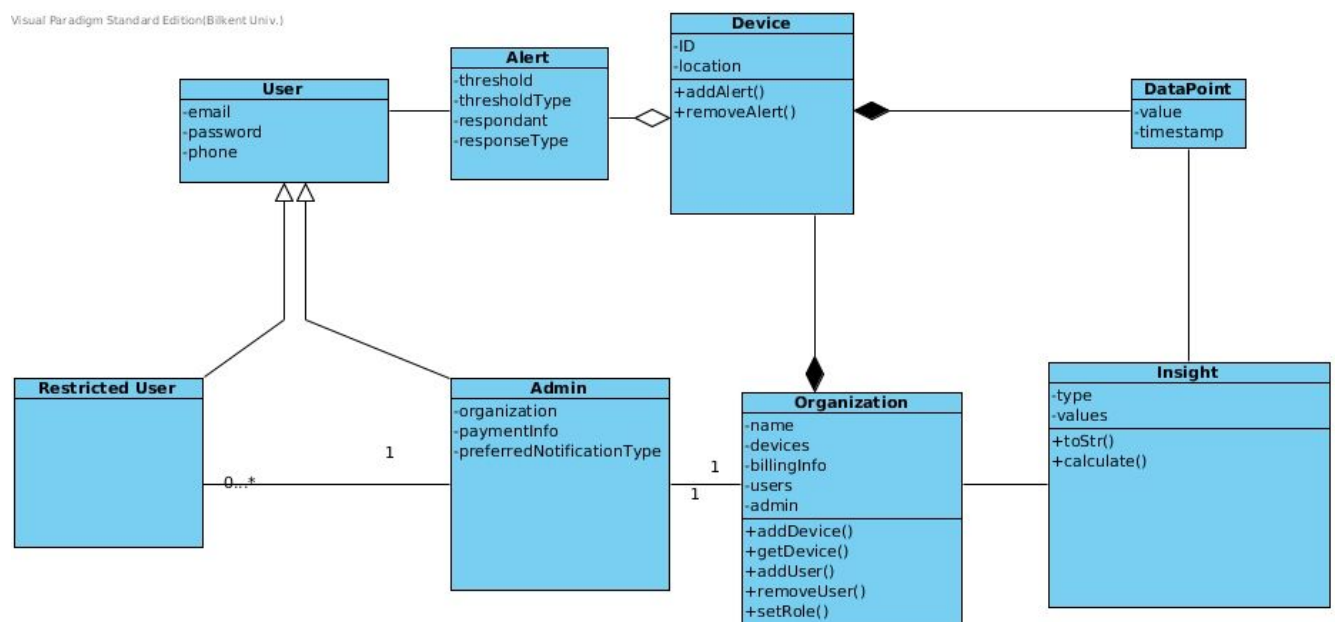 Visual Paradigm Standard Edition(Bilkent Univ.)
Device
-ID
-location
+addAlert()
+removeAlert()
Alert
-threshold
-thresholdType
-respondant
-responseType
User
-email
-password
-phone
DataPoint
-value
-timestamp
Restricted User
Admin
-organization
-paymentInfo
-preferredNotificationType
1
0...*
1
1
Organization
-name
-devices
-billingInfo
-users
-admin
+addDevice()
+getDevice()
+addUser()
+removeUser()
+setRole()
Insight
-type
-values
+toStr()
+calculate()